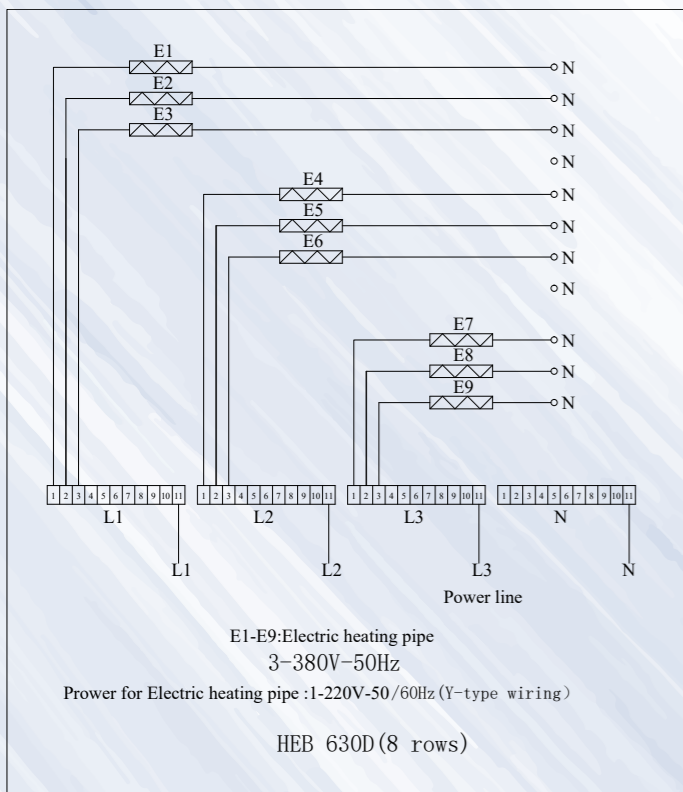 E1
N
E2
N
E3
N
N
E4
N
E5
N
E6
N
N
E7
N
E8
N
E9
N
1 2 3 4 5 6 7 8 9 10 11 1 2 3 4 5 6 7 8 9 10 11 1 2 3 4 5 6 7 8 9 10 11 1 2 3 4 5 6 7 8 9 10 11
L1 L2 L3 N
L1 L2 L3 N
Power line
E1-E9:Electric heating pipe
3-380V-50Hz
Prower for Electric heating pipe :1-220V-50/60Hz(Y-type wiring)
HEB 630D(8 rows)